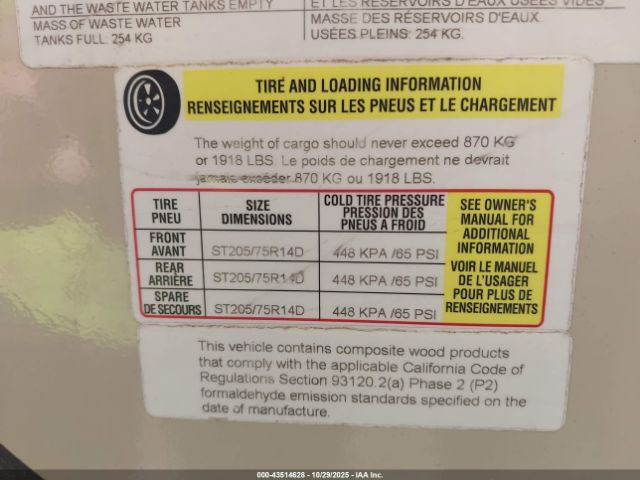 AND THE WASTE WATER TANKS EMPTY
MASS OF WASTE WATER
TANKS FULL: 254 KG
ET LES RÉSERVOIRS D'EAUX USÉES VIDES
MASSE DES RÉSERVOIRS D'EAUX
USÉES PLEINS: 254 KG.
TIRE AND LOADING INFORMATION
RENSEIGNEMENTS SUR LES PNEUS ET LE CHARGEMENT
The weight of cargo should never exceed 870 KG
or 1918 LBS. Le poids de chargement ne devrait
jamais excéder 870 KG ou 1918 LBS.
TIRE PNEU SIZE DIMENSIONS COLD TIRE PRESSURE PRESSION DES PNEUS A FROID
FRONT AVANT ST205/75R14D 448 KPA /65 PSI
REAR ARRIÈRE ST205/75R14D 448 KPA /65 PSI
SPARE DE SECOURS ST205/75R14D 448 KPA /65 PSI
SEE OWNER'S
MANUAL FOR
ADDITIONAL
INFORMATION
VOIR LE MANUEL
DE L'USAGER
POUR PLUS DE
RENSEIGNEMENTS
This vehicle contains composite wood products
that comply with the applicable California Code of
Regulations Section 93120.2(a) Phase 2 (P2)
formaldehyde emission standards specified on the
date of manufacture.
000-43514628 - 10/29/2025 - IAA Inc.